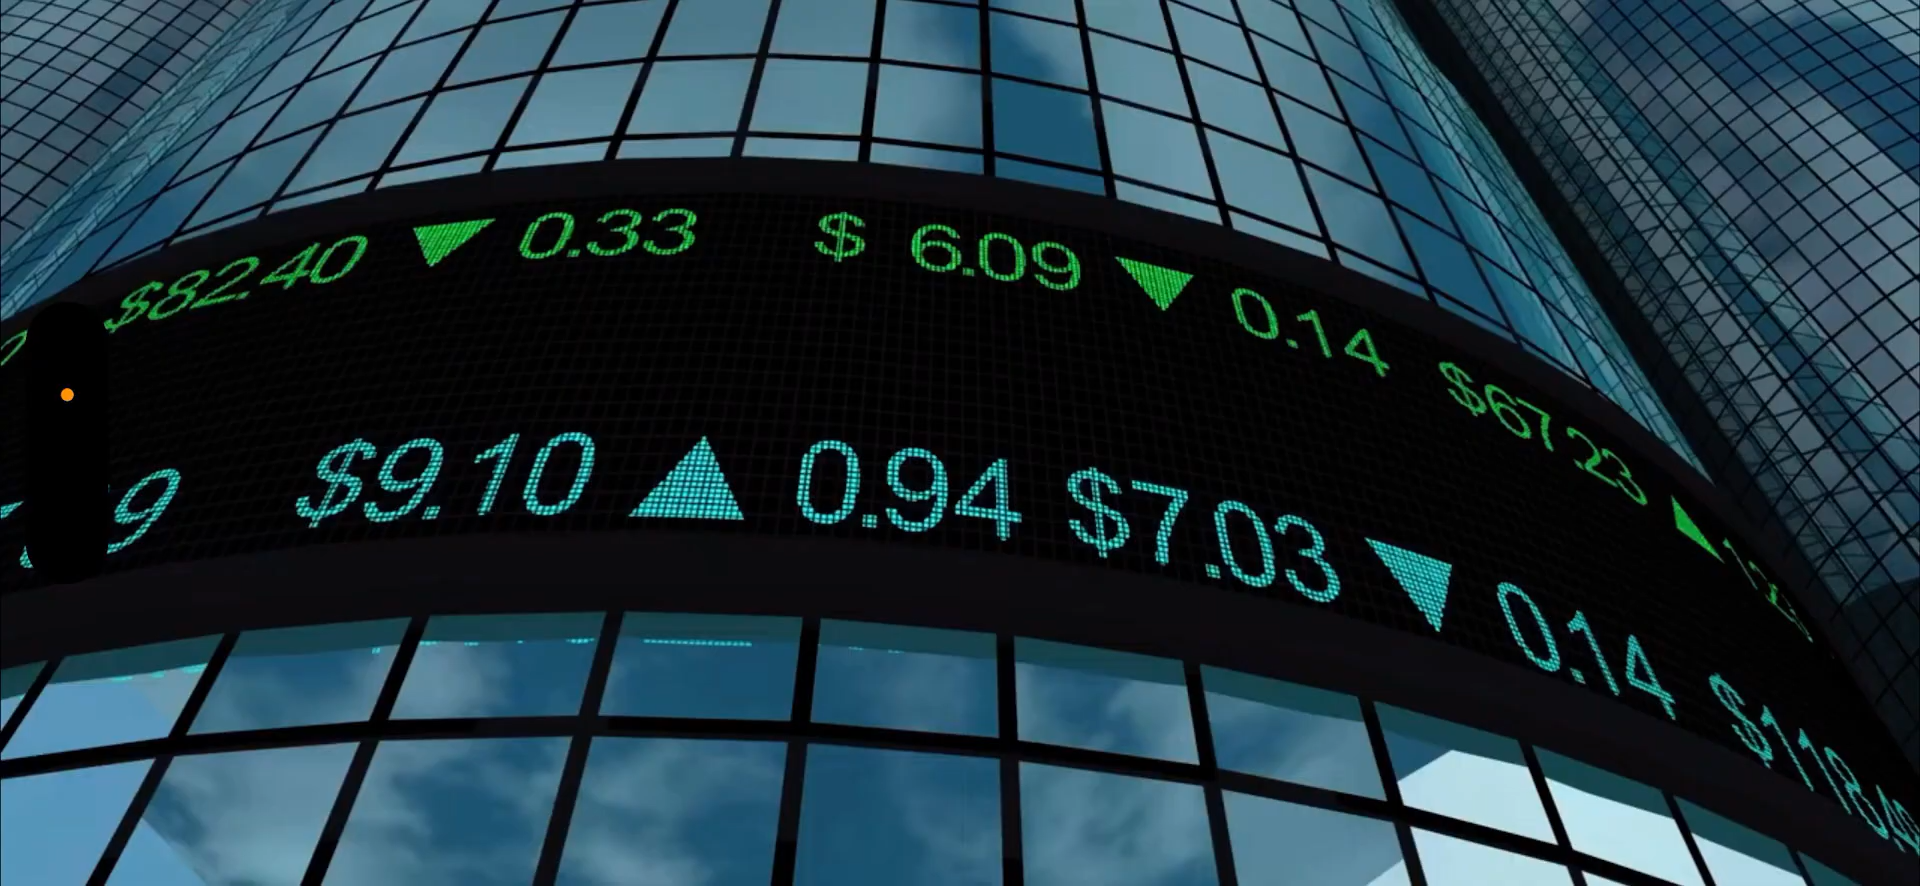 $82.40 ▼ 0.33 $ 6.09 ▼ 0.14 $67.23 ▲
9 $9.10 ▲ 0.94 $7.03 ▼ 0.14